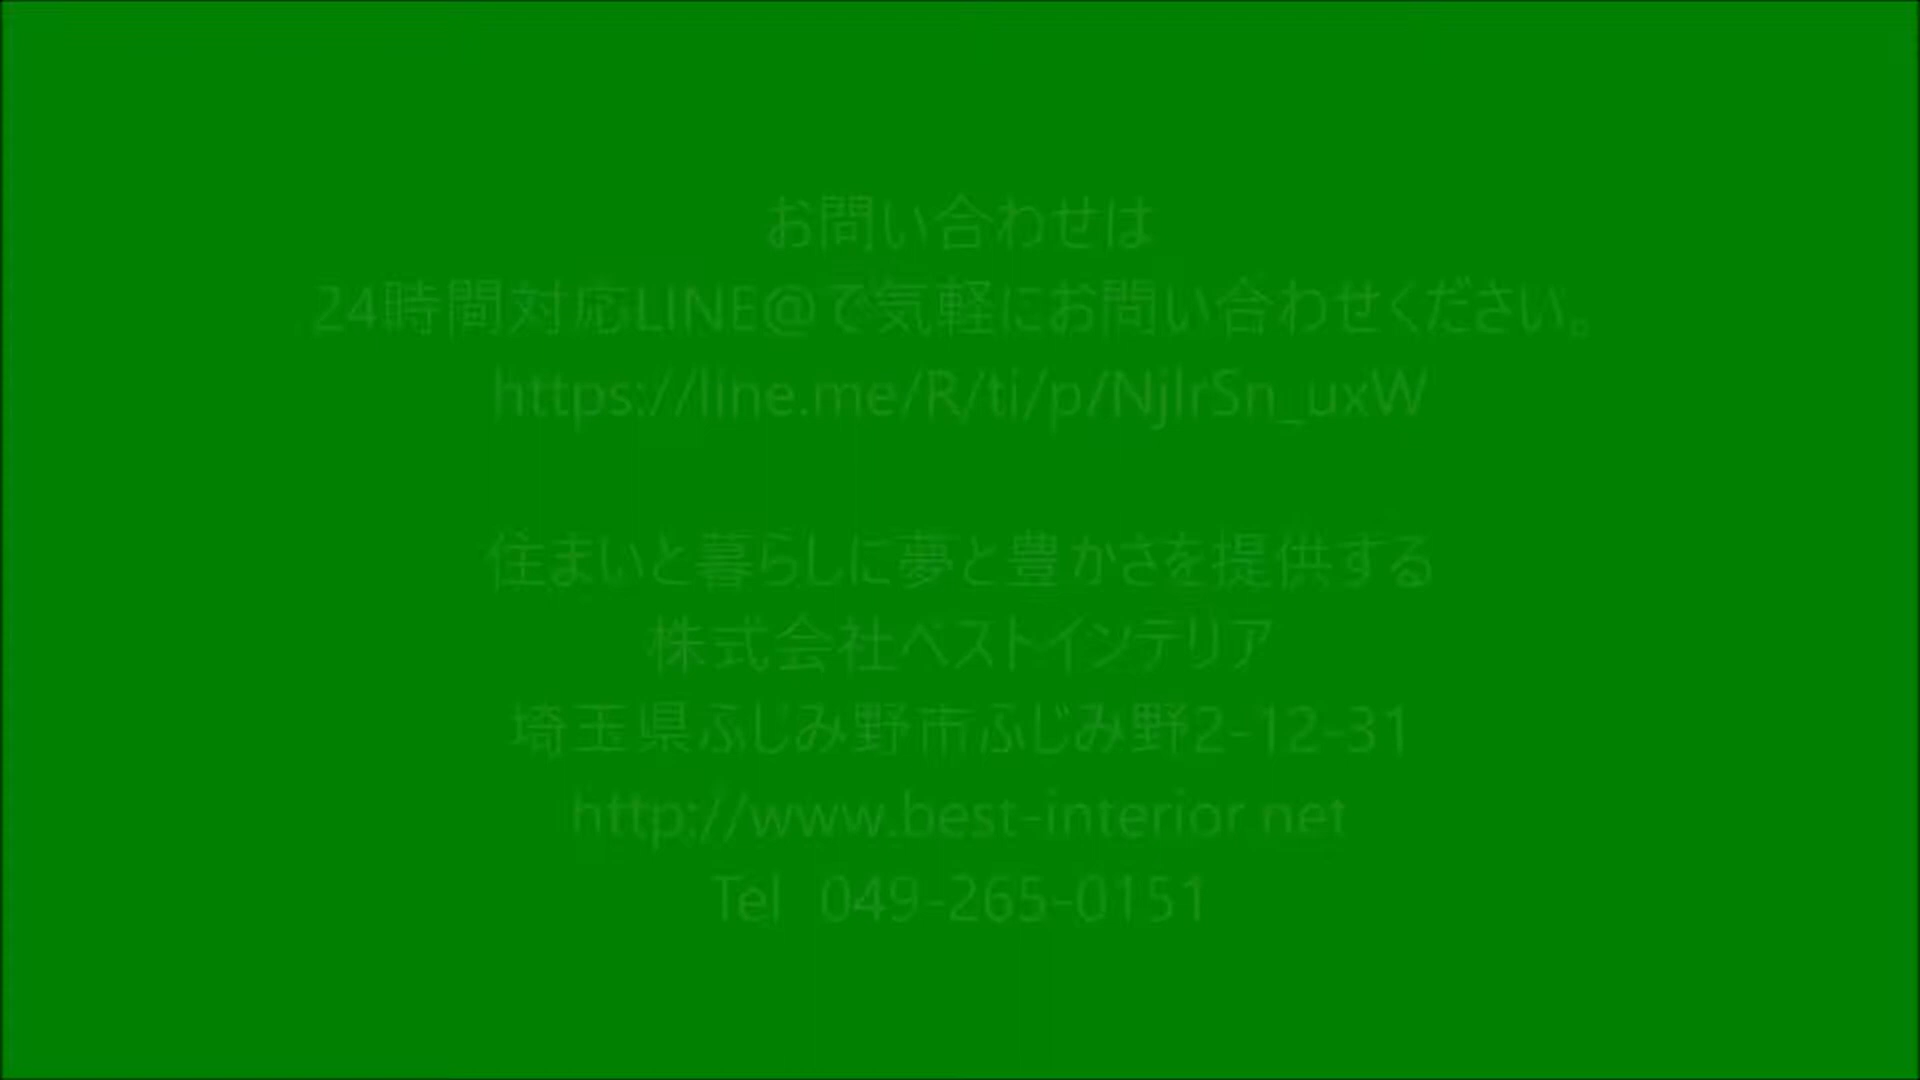 お問い合わせは
24時間対応LINE@で気軽にお問い合わせください。
https://line.me/R/ti/p/NjlrSn_uxW
住まいと暮らしに夢と豊かさを提供する
株式会社ベストインテリア
埼玉県ふじみ野市ふじみ野2-12-31
http://www.best-interior.net
Tel 049-265-0151